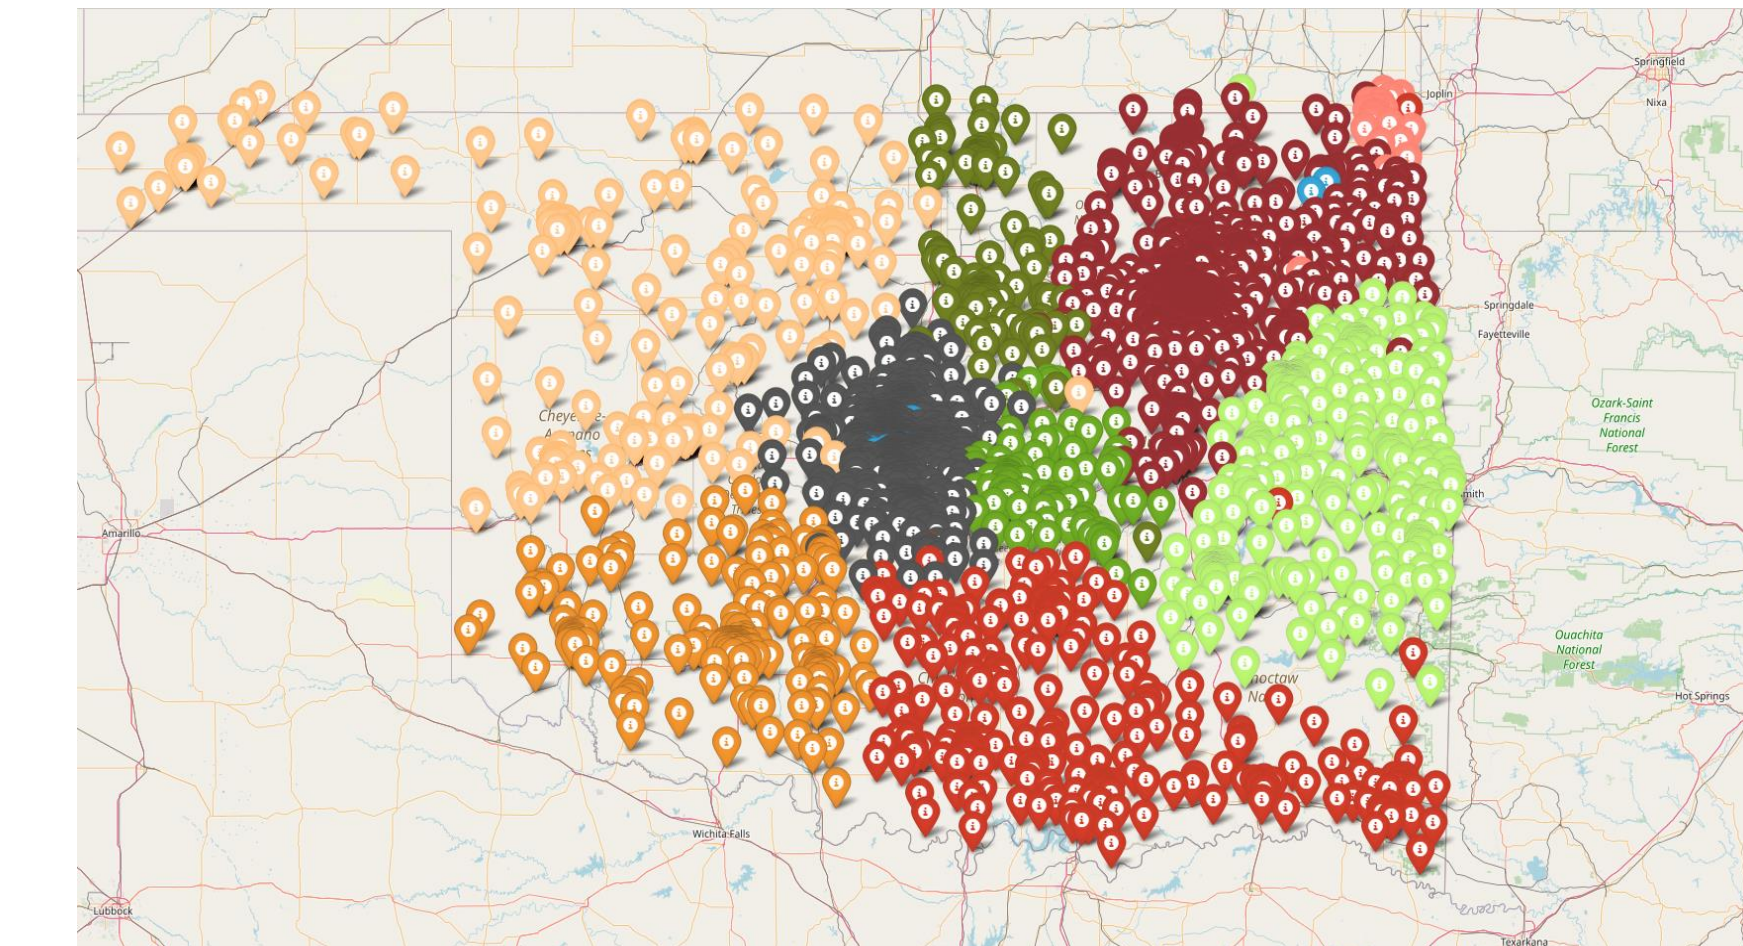 Springfield
Joplin
Nixa
Springdale
Fayetteville
Ozark-Saint
Francis
National
Forest
Amarillo
Ouachita
National
Forest
Hot Springs
Wichita Falls
Lubbock
Texarkana